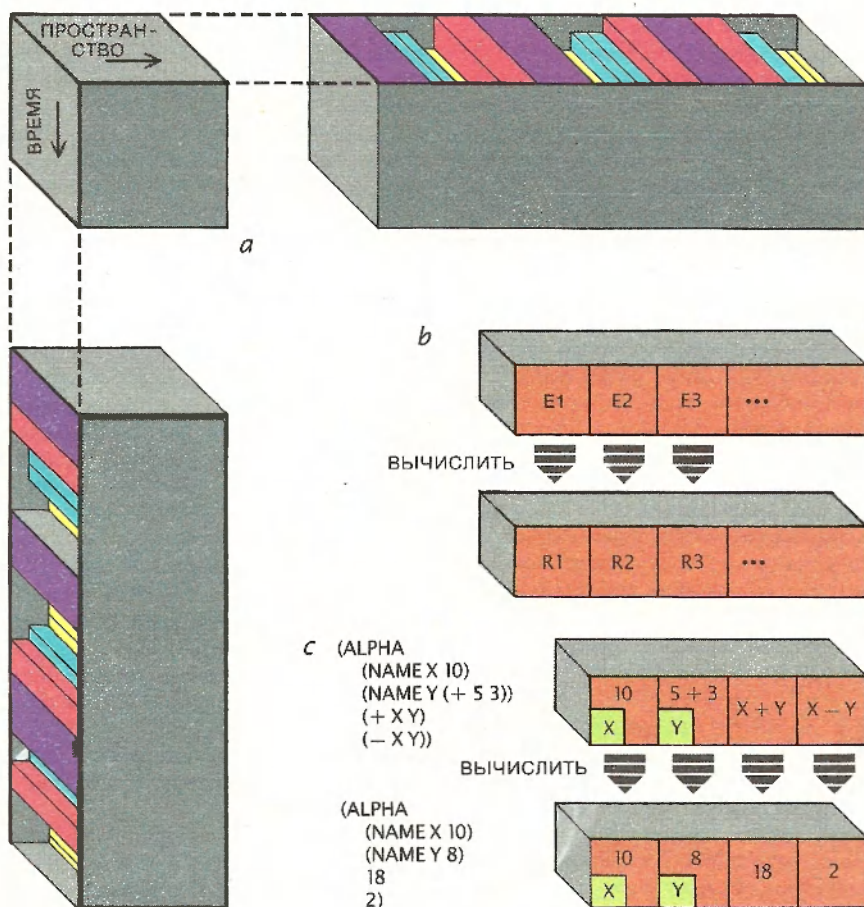 ПРОСТРАН-
СТВО
ВРЕМЯ
a
b
E1 E2 E3 •••
ВЫЧИСЛИТЬ
R1 R2 R3 •••
c (ALPHA
(NAME X 10)
(NAME Y (+ 5 3))
(+ X Y)
(− X Y))
10 5 + 3 X + Y X − Y
X Y
ВЫЧИСЛИТЬ
(ALPHA
(NAME X 10)
(NAME Y 8)
18
2)
10 8 18 2
X Y